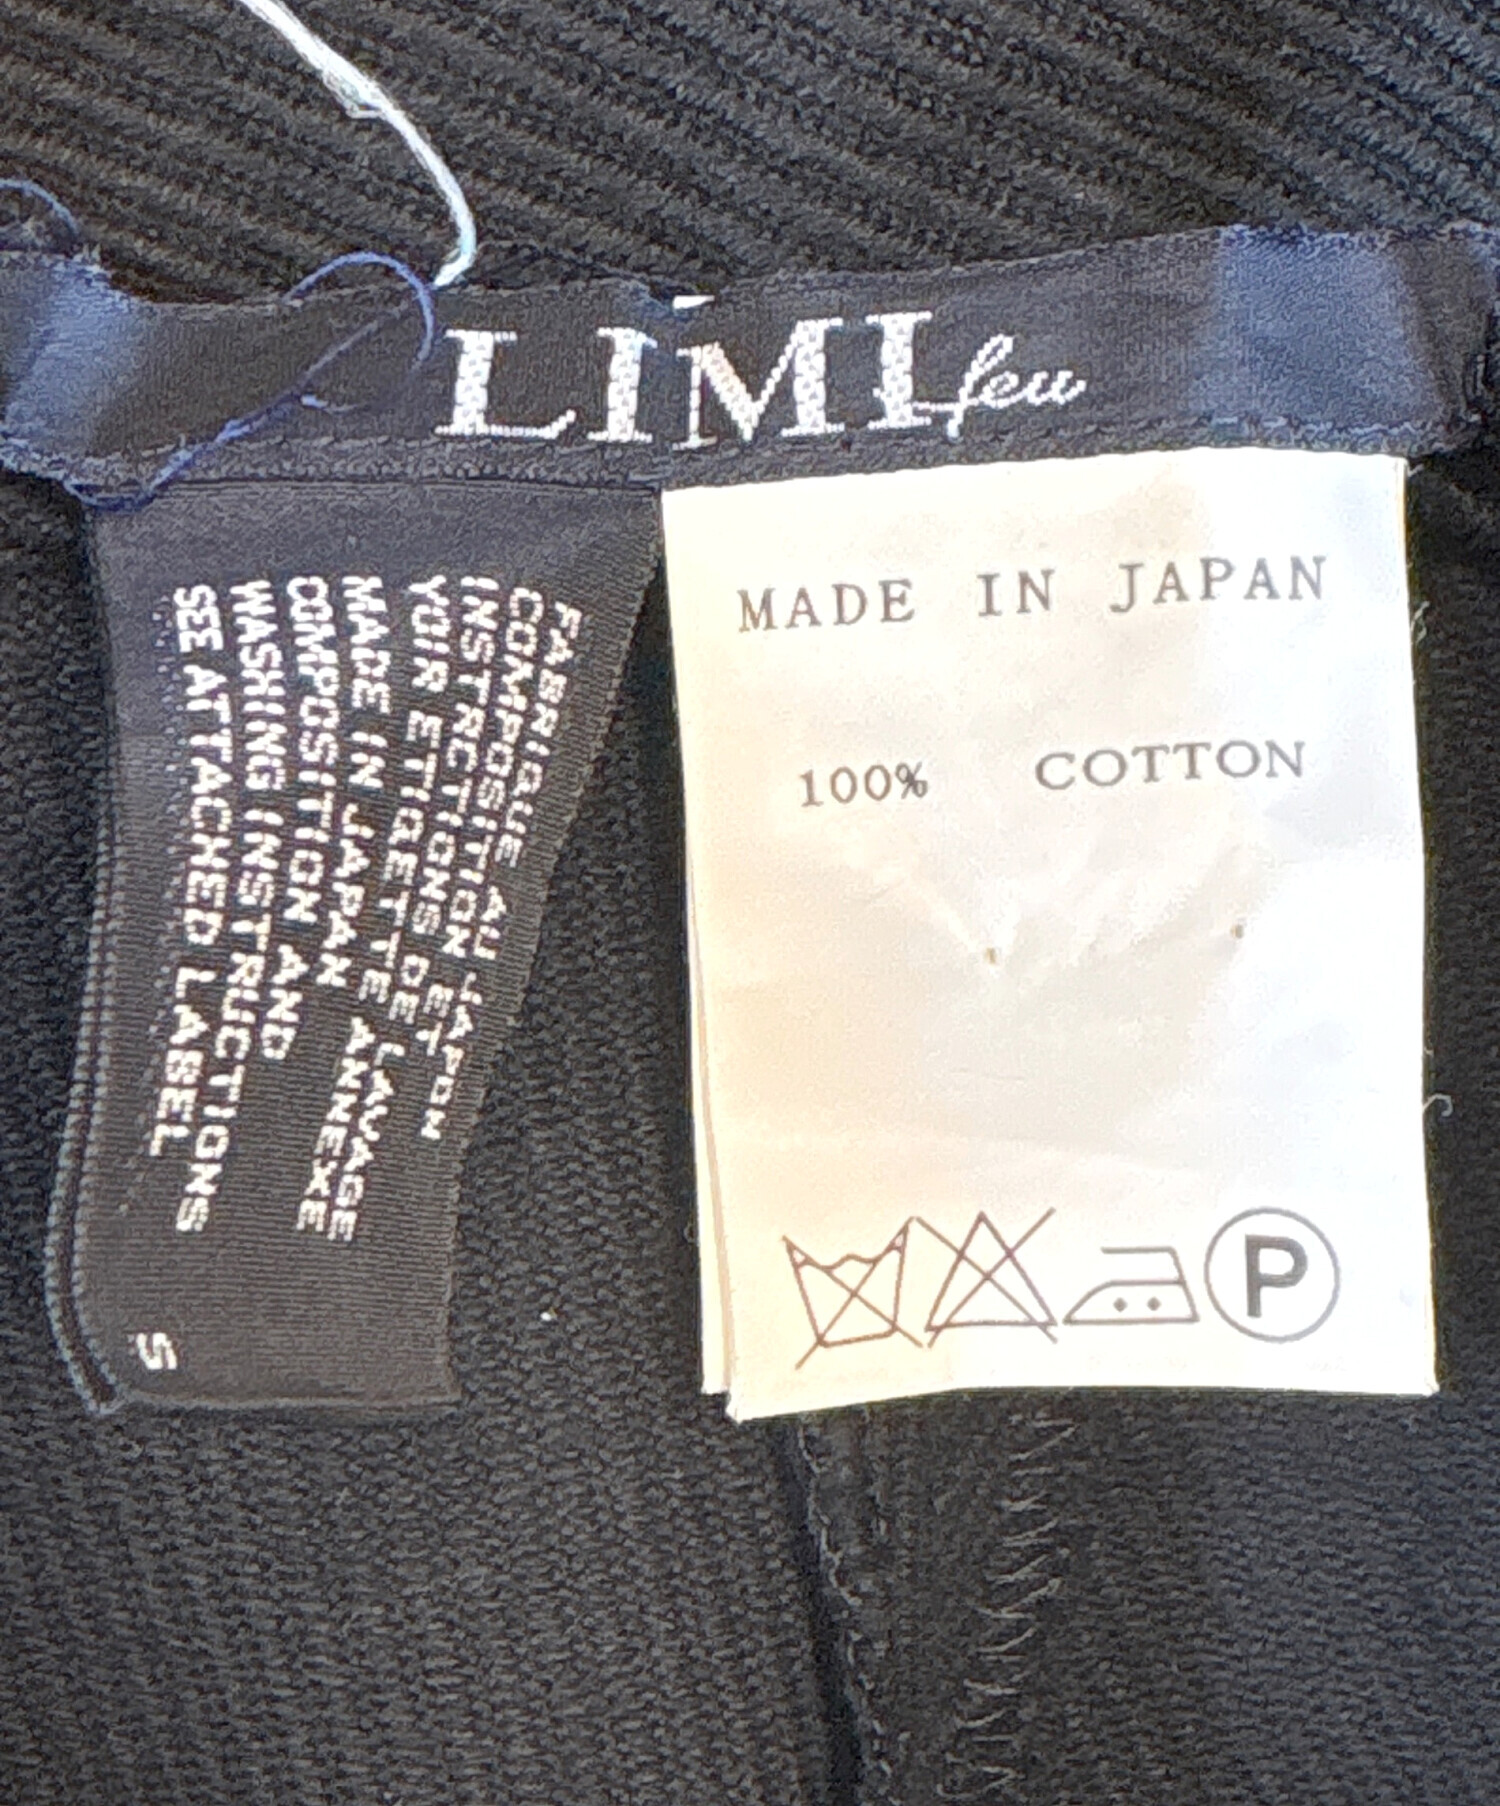 LIMI feu
FABRIQUE AU JAPON
COMPOSITION ET
INSTRCTIONS DE LAVAGE
VOIR ETIQETTE ANNEXE
MADE IN JAPAN
COMPOSITION AND
WASHING INSTRUCTIONS
SEE ATTACHED LABEL
S
MADE IN JAPAN
100% COTTON
P